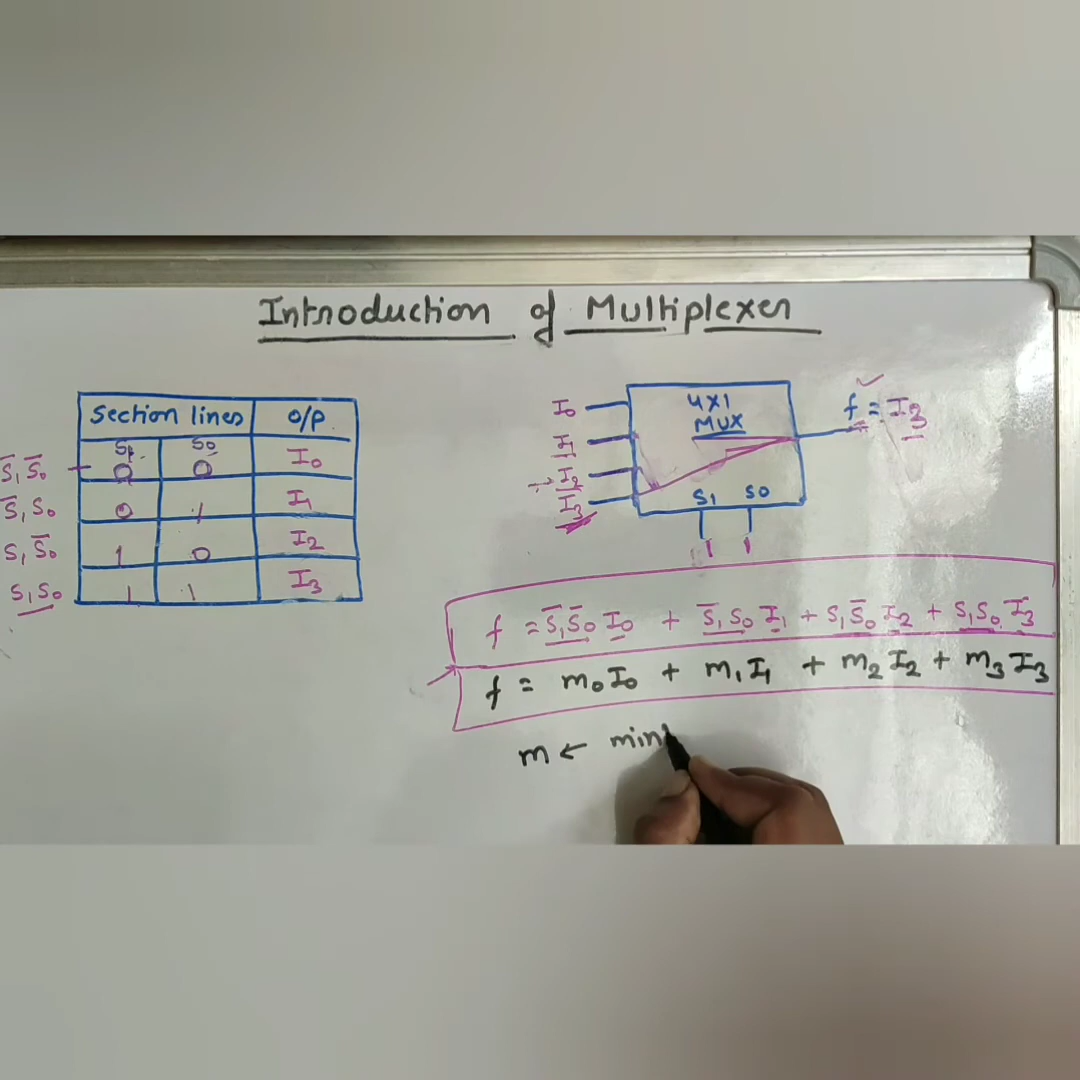 Introduction of Multiplexer
Section lines O/P
S₁ S₀
S̅₁S̅₀ 0 0 I₀
S̅₁S₀ 0 1 I₁
S₁S̅₀ 1 0 I₂
S₁S₀ 1 1 I₃
I₀
I₁
I₂
I₃
4X1
MUX
S₁ S0
1 1
f = I₃
f = S̅₁S̅₀I₀ + S̅₁S₀I₁ + S₁S̅₀I₂ + S₁S₀I₃
f = m₀I₀ + m₁I₁ + m₂I₂ + m₃I₃
m ← min